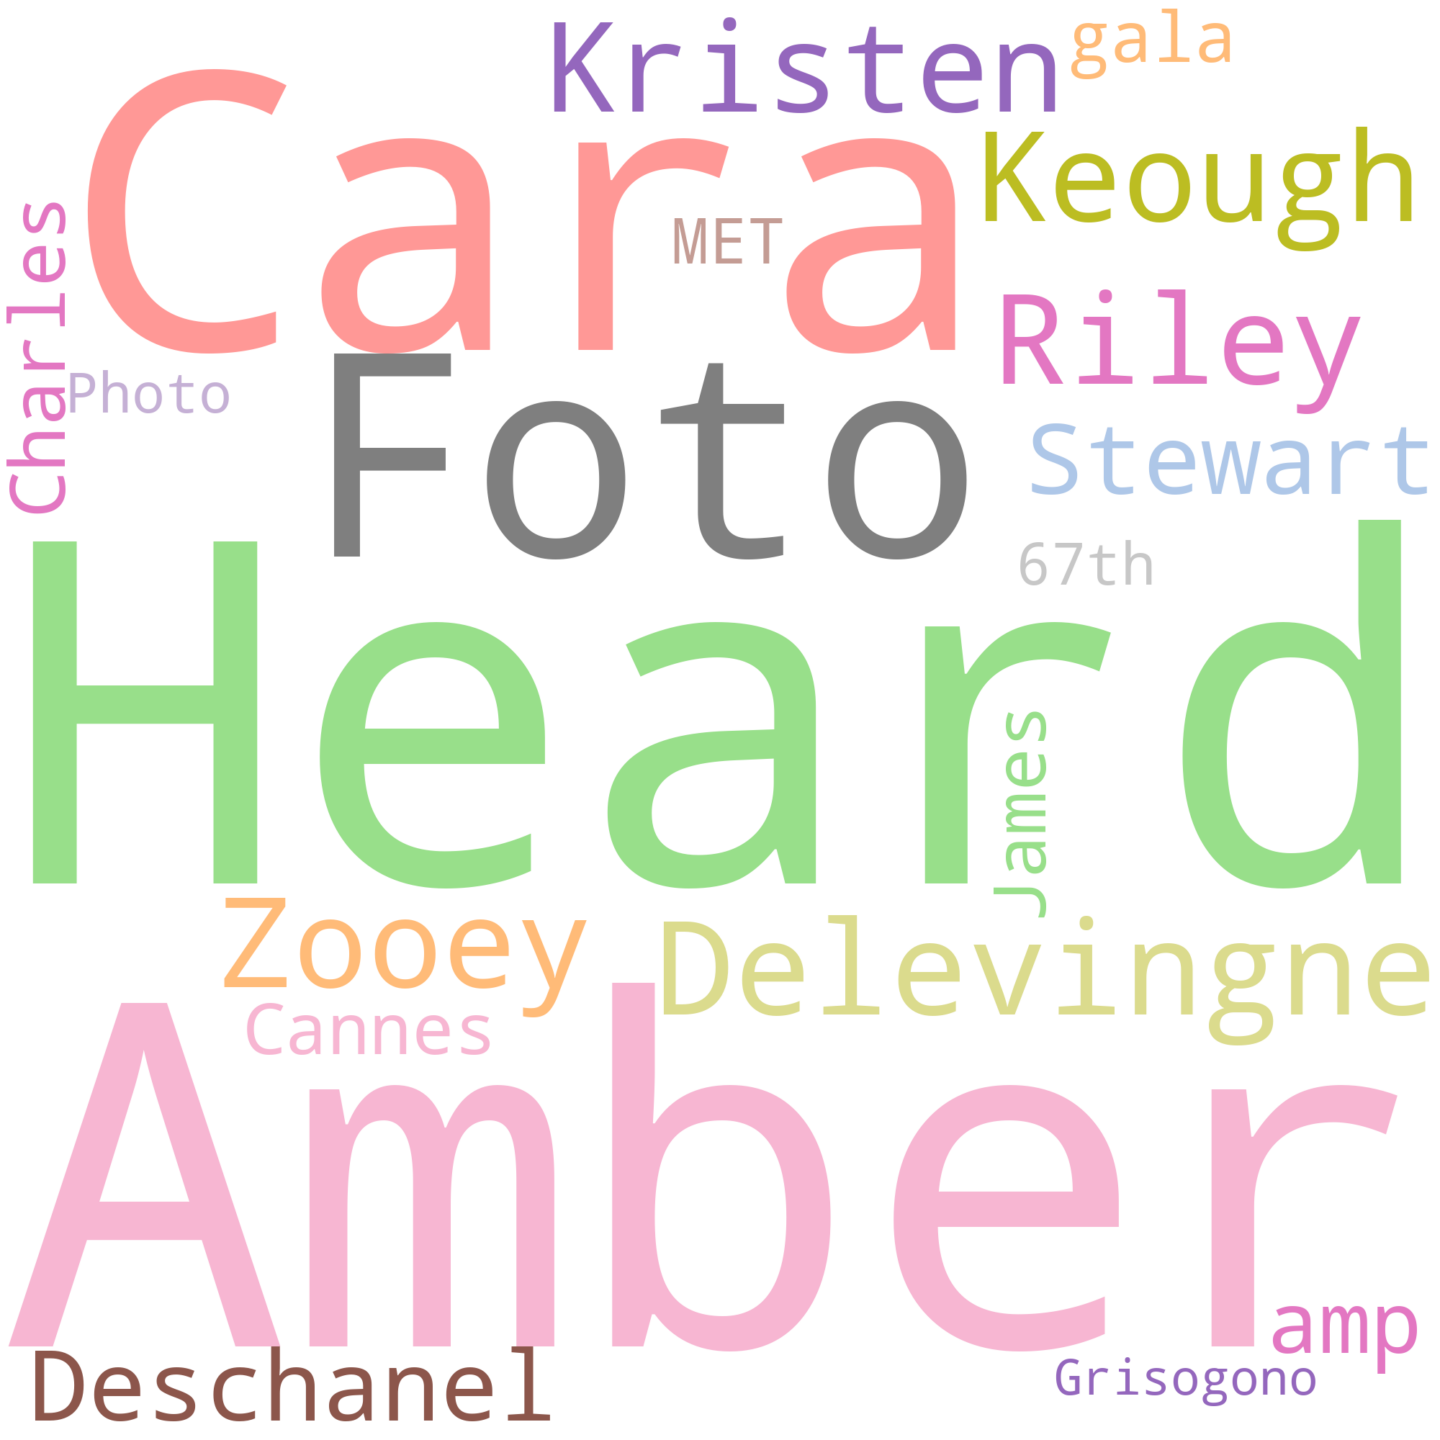 Kristen
gala
Cara
Keough
MET
Charles
Riley
Photo
Foto
Stewart
67th
Heard
James
Zooey
Delevingne
Cannes
Amber
amp
Deschanel
Grisogono